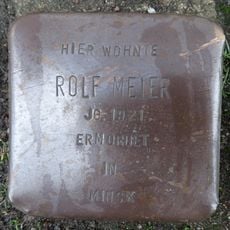 HIER WOHNTE
ROLF MEIER
JG. 1921
ERMORDET
IN
MINSK